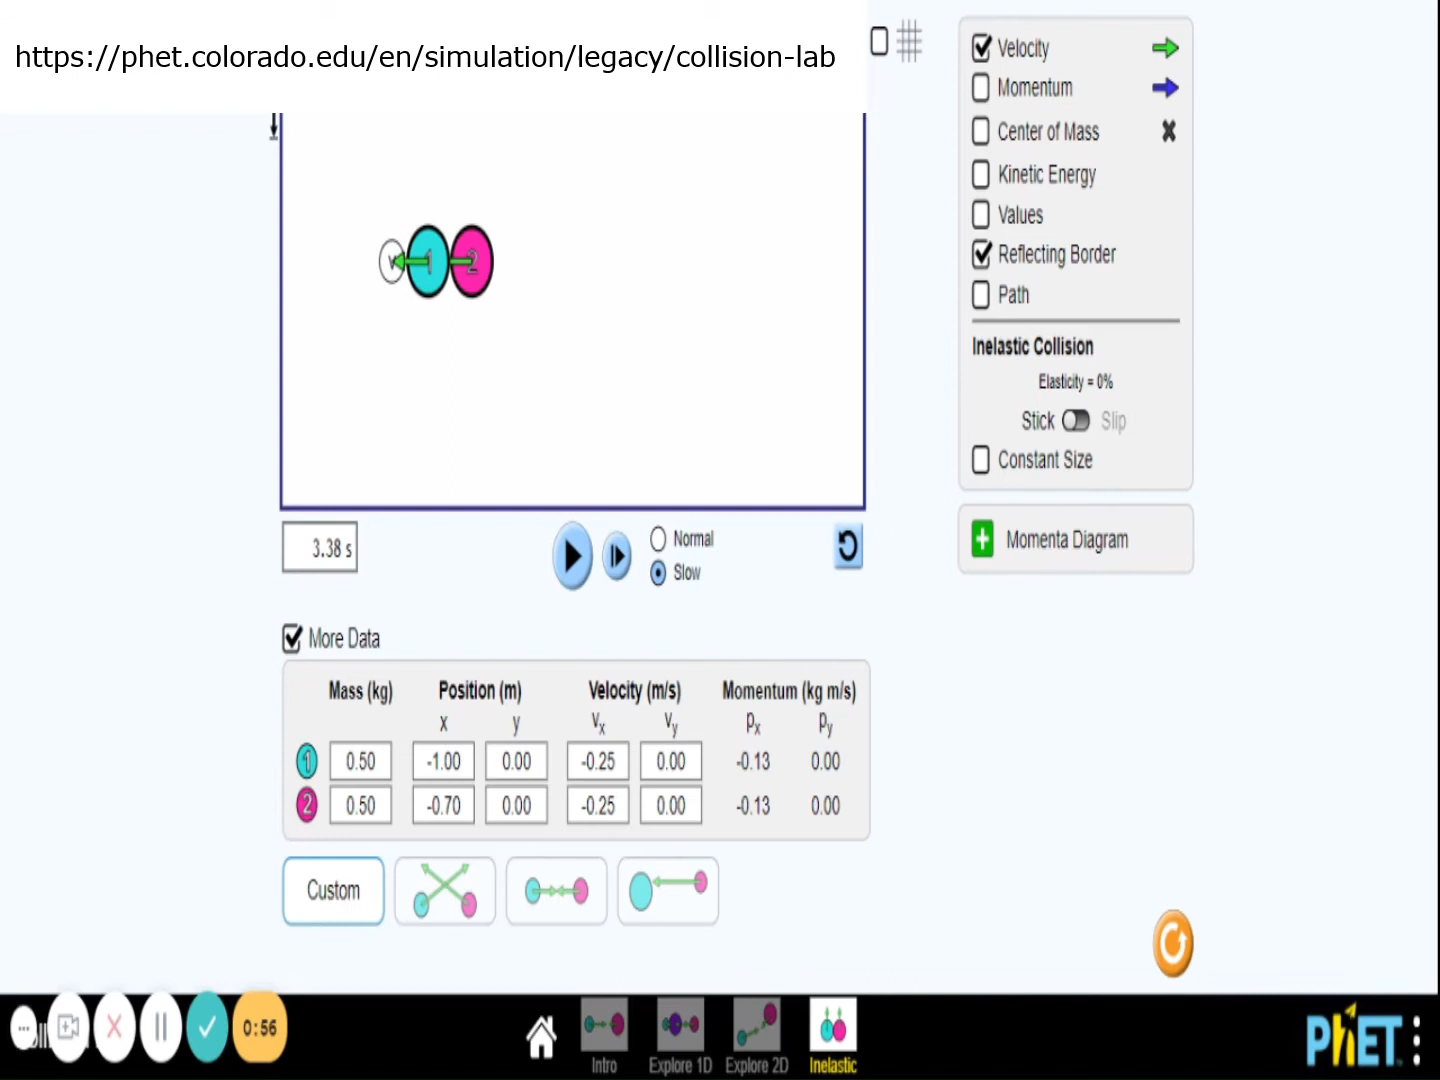 https://phet.colorado.edu/en/simulation/legacy/collision-lab
Velocity
Momentum
Center of Mass
Kinetic Energy
Values
Reflecting Border
Path
Inelastic Collision
Elasticity = 0%
Stick Slip
Constant Size
Momenta Diagram
v 1 2
3.38 s
Normal
Slow
More Data
Mass (kg) Position (m) Velocity (m/s) Momentum (kg m/s)
x y Vx Vy Px Py
1 0.50 -1.00 0.00 -0.25 0.00 -0.13 0.00
2 0.50 -0.70 0.00 -0.25 0.00 -0.13 0.00
Custom
0:56
Intro Explore 1D Explore 2D Inelastic
PhET